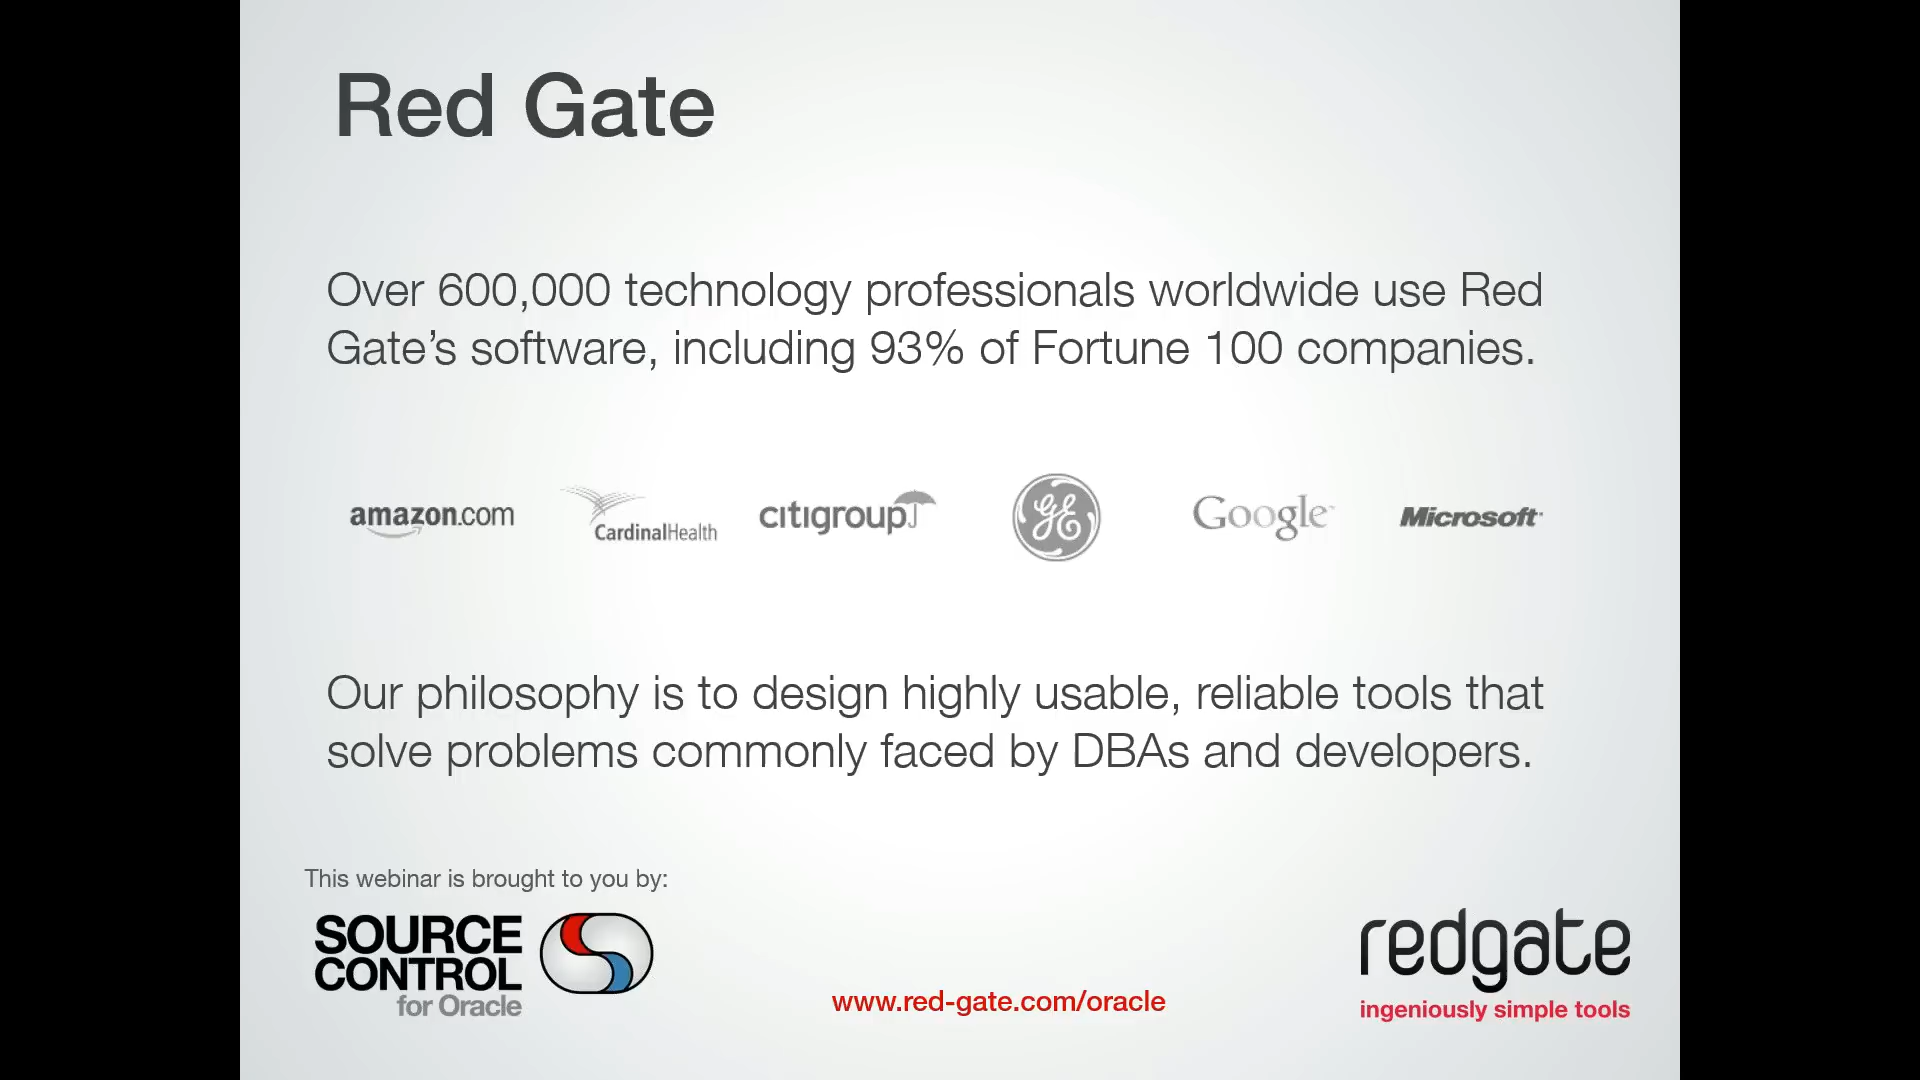 Red Gate
Over 600,000 technology professionals worldwide use Red
Gate’s software, including 93% of Fortune 100 companies.
amazon.com
CardinalHealth
citigroup
GE
Google™
Microsoft
Our philosophy is to design highly usable, reliable tools that
solve problems commonly faced by DBAs and developers.
This webinar is brought to you by:
SOURCE
CONTROL
for Oracle
www.red-gate.com/oracle
redgate
ingeniously simple tools